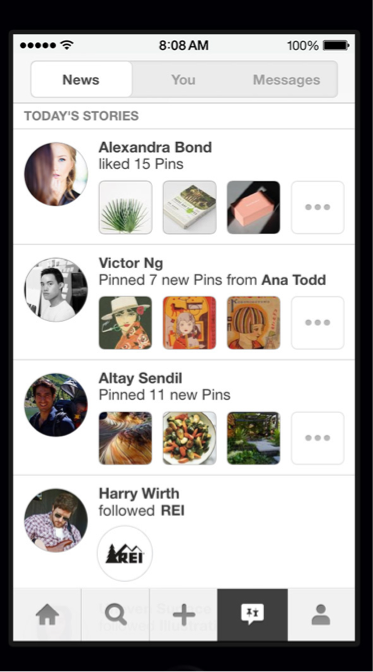 8:08 AM
100%
News
You
Messages
TODAY'S STORIES
Alexandra Bond
liked 15 Pins
Victor Ng
Pinned 7 new Pins from Ana Todd
Altay Sendil
Pinned 11 new Pins
Harry Wirth
followed REI
REI